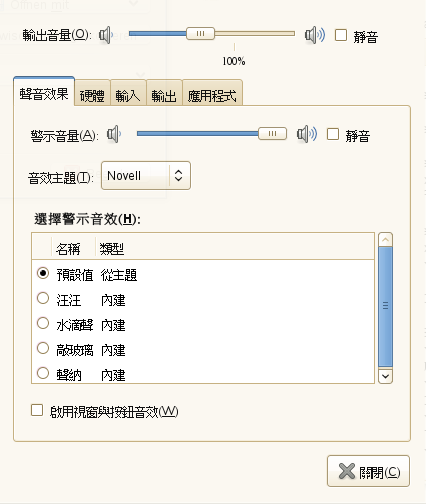 輸出音量(O):
靜音
100%
聲音效果 硬體 輸入 輸出 應用程式
警示音量(A):
靜音
音效主題(T): Novell
選擇警示音效(H):
名稱 類型
預設值 從主題
汪汪 內建
水滴聲 內建
敲玻璃 內建
聲納 內建
啟用視窗與按鈕音效(W)
關閉(C)